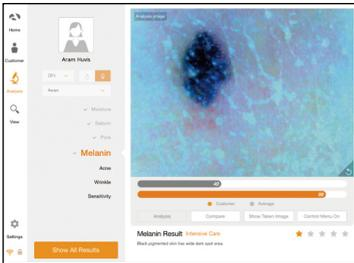 Home
Customer
Analysis
View
Settings
Aram Huvis
Moisture
Sebum
Pore
Melanin
Acne
Wrinkle
Sensitivity
Show All Results
Analysis Image
Customer
Average
Analysis
Compare
Show Taken Image
Control Menu On
Melanin Result Intensive Care
Black pigmented skin has wide dark spot area.